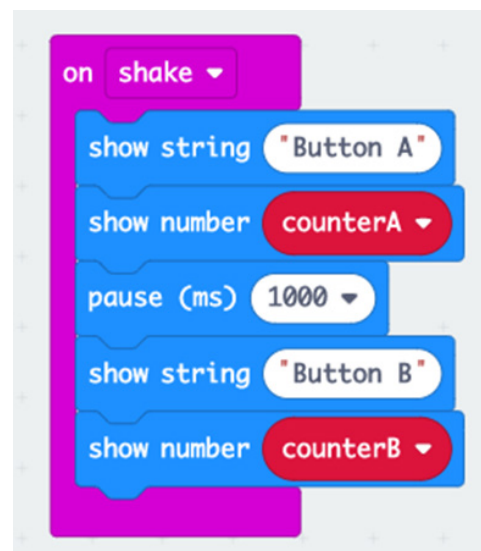 on shake
show string "Button A"
show number counterA
pause (ms) 1000
show string "Button B"
show number counterB